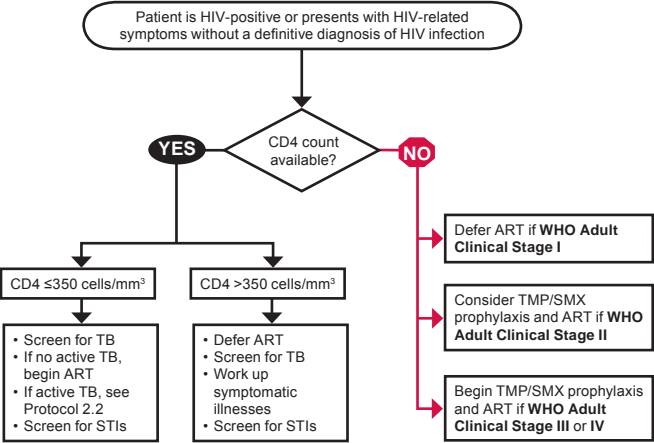 Patient is HIV-positive or presents with HIV-related
symptoms without a definitive diagnosis of HIV infection
CD4 count
available?
YES
NO
Defer ART if WHO Adult
Clinical Stage I
CD4 ≤350 cells/mm³
CD4 >350 cells/mm³
Consider TMP/SMX
prophylaxis and ART if WHO
Adult Clinical Stage II
• Screen for TB
• If no active TB,
begin ART
• If active TB, see
Protocol 2.2
• Screen for STIs
• Defer ART
• Screen for TB
• Work up
symptomatic
illnesses
• Screen for STIs
Begin TMP/SMX prophylaxis
and ART if WHO Adult
Clinical Stage III or IV